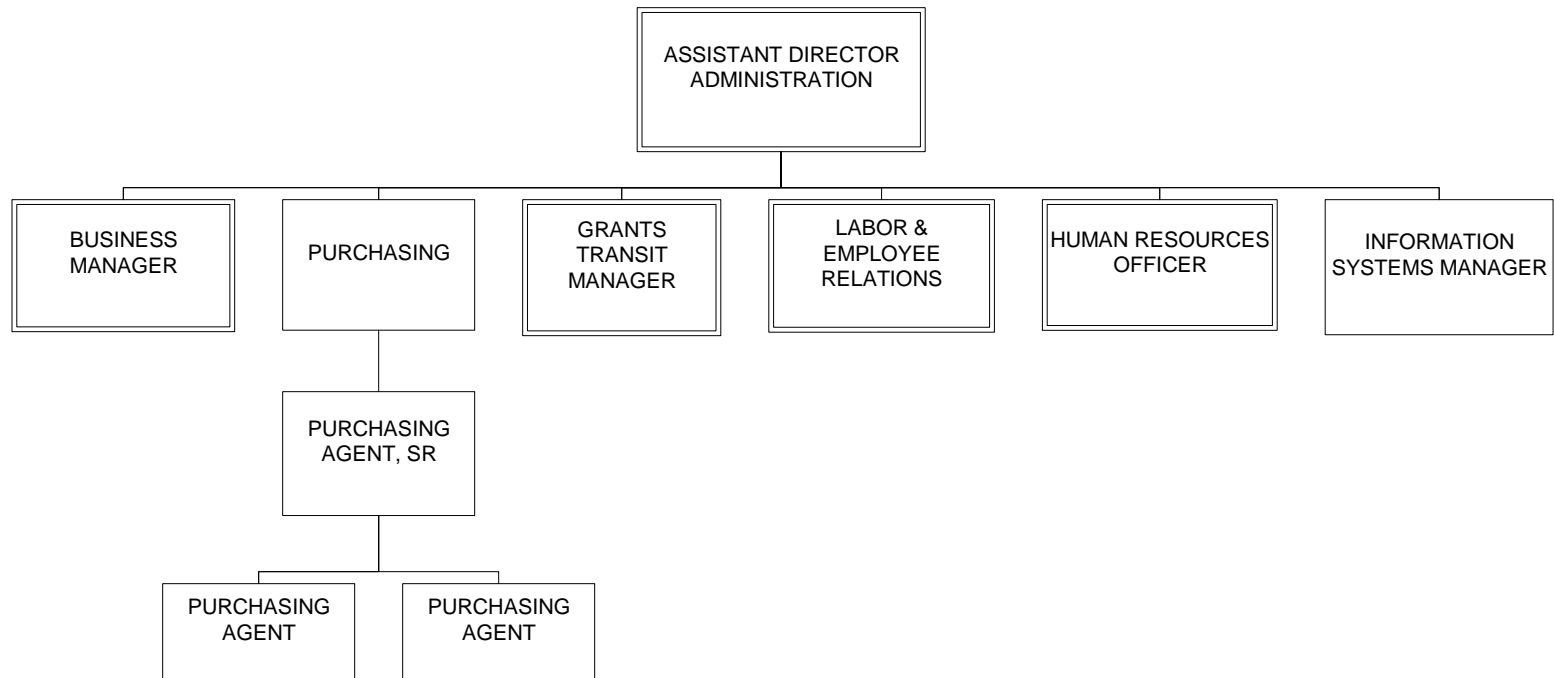 ASSISTANT DIRECTOR
ADMINISTRATION
BUSINESS
MANAGER
PURCHASING
GRANTS
TRANSIT
MANAGER
LABOR &
EMPLOYEE
RELATIONS
HUMAN RESOURCES
OFFICER
INFORMATION
SYSTEMS MANAGER
PURCHASING
AGENT, SR
PURCHASING
AGENT
PURCHASING
AGENT